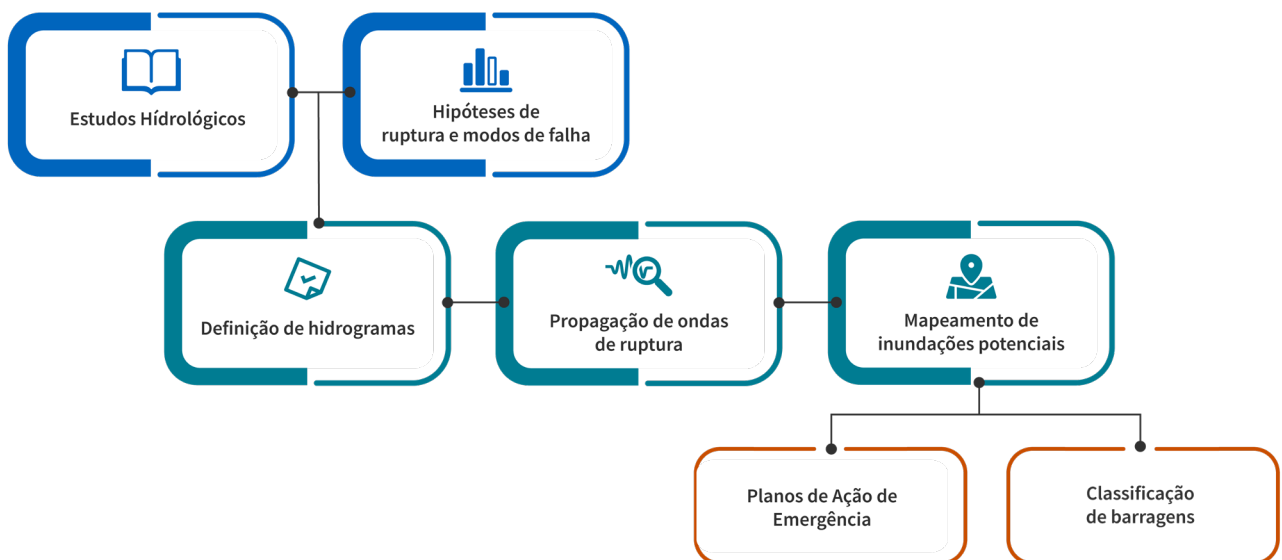 Estudos Hídrológicos
Hipóteses de
ruptura e modos de falha
Definição de hidrogramas
Propagação de ondas
de ruptura
Mapeamento de
inundações potenciais
Planos de Ação de
Emergência
Classificação
de barragens